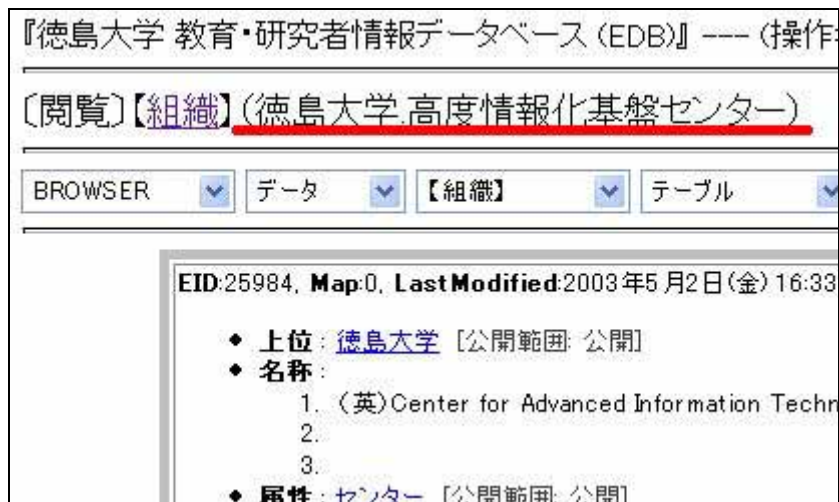 『徳島大学 教育・研究者情報データベース (EDB)』 --- (操作
〔閲覧〕【組織】(徳島大学.高度情報化基盤センター)
BROWSER データ 【組織】 テーブル
EID:25984, Map:0, LastModified:2003年5月2日(金) 16:33
◆ 上位 : 徳島大学 [公開範囲: 公開]
◆ 名称 :
1. (英)Center for Advanced Information Techn
2.
3.
◆ 属性 : センター [公開範囲: 公開]